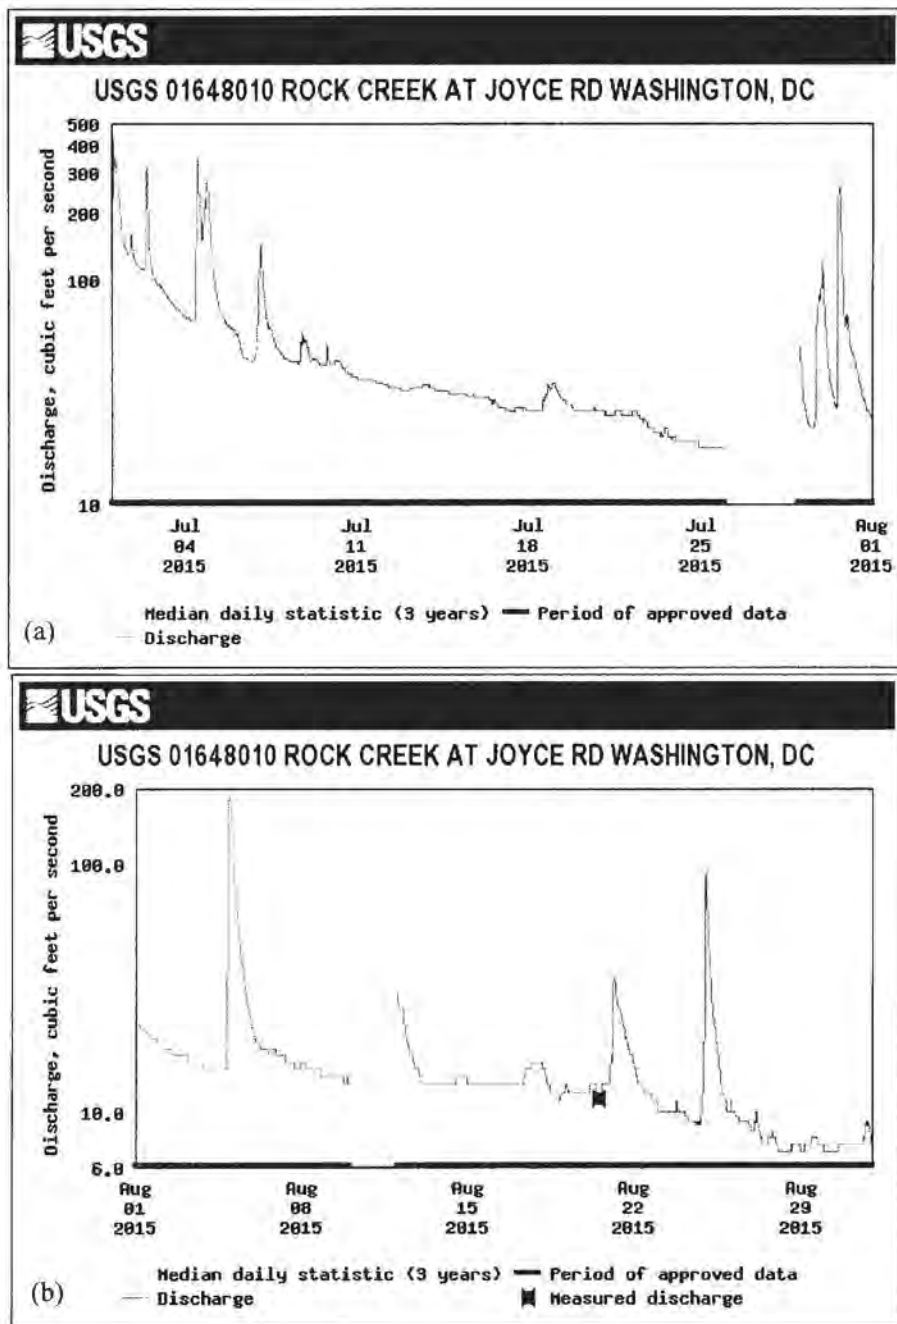 USGS
USGS 01648010 ROCK CREEK AT JOYCE RD WASHINGTON, DC
Discharge, cubic feet per second
500
400
300
200
100
10
Jul 04 2015
Jul 11 2015
Jul 18 2015
Jul 25 2015
Aug 01 2015
Median daily statistic (3 years)
Period of approved data
Discharge
(a)
USGS
USGS 01648010 ROCK CREEK AT JOYCE RD WASHINGTON, DC
Discharge, cubic feet per second
200.0
100.0
10.0
6.0
Aug 01 2015
Aug 08 2015
Aug 15 2015
Aug 22 2015
Aug 29 2015
Median daily statistic (3 years)
Period of approved data
Discharge
Measured discharge
(b)